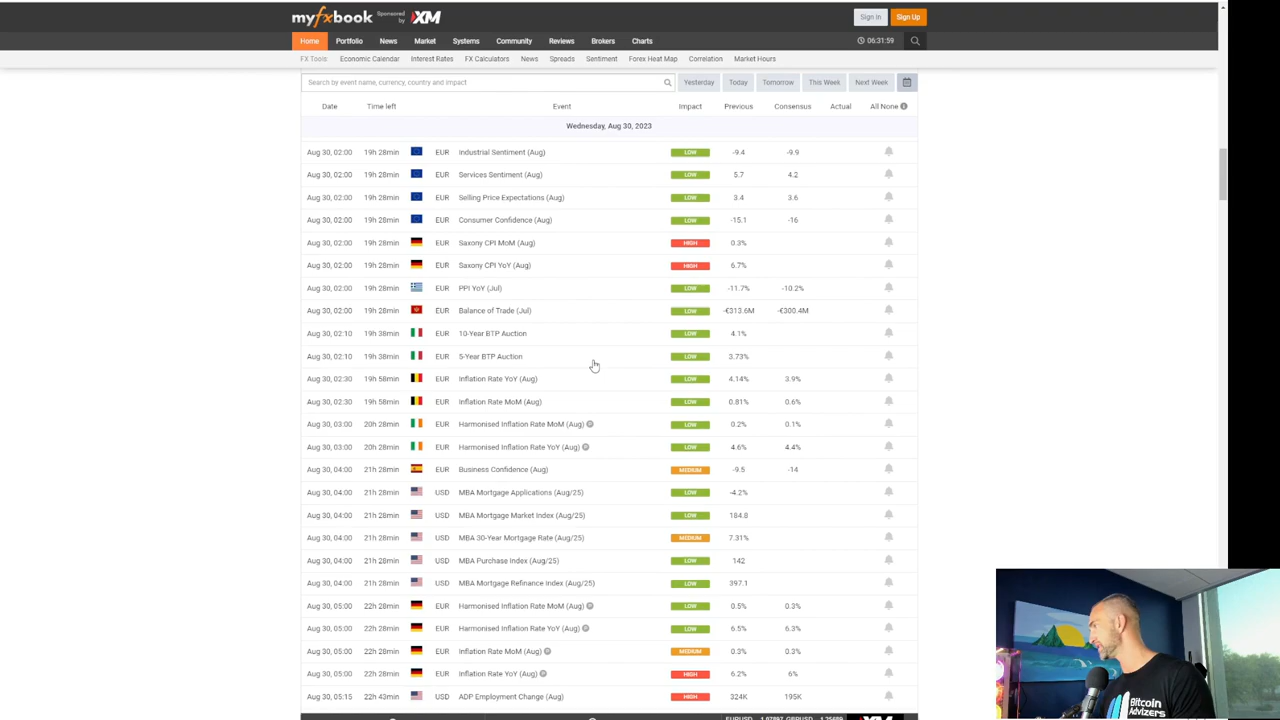 myfxbook Sponsored by XM Sign In Sign Up
Home Portfolio News Market Systems Community Reviews Brokers Charts 06:31:59
FX Tools: Economic Calendar Interest Rates FX Calculators News Spreads Sentiment Forex Heat Map Correlation Market Hours
Search by event name, currency, country and impact Yesterday Today Tomorrow This Week Next Week
Date Time left Event Impact Previous Consensus Actual All None
Wednesday, Aug 30, 2023
Aug 30, 02:00 19h 28min EUR Industrial Sentiment (Aug) LOW -9.4 -9.9
Aug 30, 02:00 19h 28min EUR Services Sentiment (Aug) LOW 5.7 4.2
Aug 30, 02:00 19h 28min EUR Selling Price Expectations (Aug) LOW 3.4 3.6
Aug 30, 02:00 19h 28min EUR Consumer Confidence (Aug) LOW -15.1 -16
Aug 30, 02:00 19h 28min EUR Saxony CPI MoM (Aug) HIGH 0.3%
Aug 30, 02:00 19h 28min EUR Saxony CPI YoY (Aug) HIGH 6.7%
Aug 30, 02:00 19h 28min EUR PPI YoY (Jul) LOW -11.7% -10.2%
Aug 30, 02:00 19h 28min EUR Balance of Trade (Jul) LOW -€313.6M -€300.4M
Aug 30, 02:10 19h 38min EUR 10-Year BTP Auction LOW 4.1%
Aug 30, 02:10 19h 38min EUR 5-Year BTP Auction LOW 3.73%
Aug 30, 02:30 19h 58min EUR Inflation Rate YoY (Aug) LOW 4.14% 3.9%
Aug 30, 02:30 19h 58min EUR Inflation Rate MoM (Aug) LOW 0.81% 0.6%
Aug 30, 03:00 20h 28min EUR Harmonised Inflation Rate MoM (Aug) P LOW 0.2% 0.1%
Aug 30, 03:00 20h 28min EUR Harmonised Inflation Rate YoY (Aug) P LOW 4.6% 4.4%
Aug 30, 04:00 21h 28min EUR Business Confidence (Aug) MEDIUM -9.5 -14
Aug 30, 04:00 21h 28min USD MBA Mortgage Applications (Aug/25) LOW -4.2%
Aug 30, 04:00 21h 28min USD MBA Mortgage Market Index (Aug/25) LOW 184.8
Aug 30, 04:00 21h 28min USD MBA 30-Year Mortgage Rate (Aug/25) MEDIUM 7.31%
Aug 30, 04:00 21h 28min USD MBA Purchase Index (Aug/25) LOW 142
Aug 30, 04:00 21h 28min USD MBA Mortgage Refinance Index (Aug/25) LOW 397.1
Aug 30, 05:00 22h 28min EUR Harmonised Inflation Rate MoM (Aug) P LOW 0.5% 0.3%
Aug 30, 05:00 22h 28min EUR Harmonised Inflation Rate YoY (Aug) P LOW 6.5% 6.3%
Aug 30, 05:00 22h 28min EUR Inflation Rate MoM (Aug) P MEDIUM 0.3% 0.3%
Aug 30, 05:00 22h 28min EUR Inflation Rate YoY (Aug) P HIGH 6.2% 6%
Aug 30, 05:15 22h 43min USD ADP Employment Change (Aug) HIGH 324K 195K
Bitcoin
Advizers